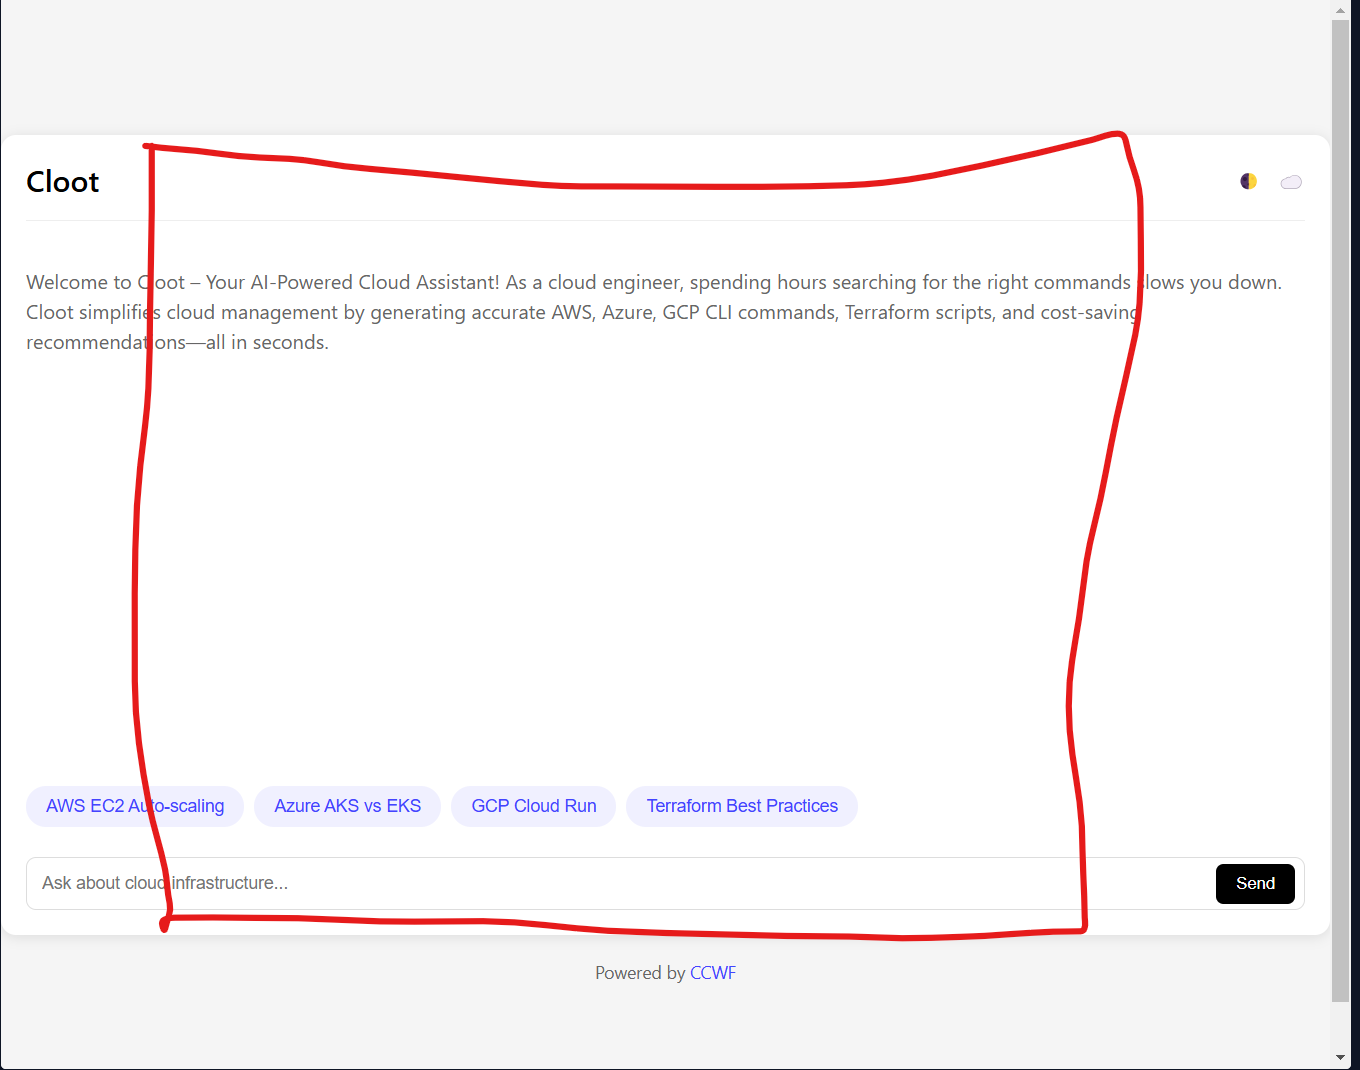 Cloot
Welcome to Cloot – Your AI-Powered Cloud Assistant! As a cloud engineer, spending hours searching for the right commands slows you down.
Cloot simplifies cloud management by generating accurate AWS, Azure, GCP CLI commands, Terraform scripts, and cost-saving
recommendations—all in seconds.
AWS EC2 Auto-scaling
Azure AKS vs EKS
GCP Cloud Run
Terraform Best Practices
Ask about cloud infrastructure...
Send
Powered by CCWF